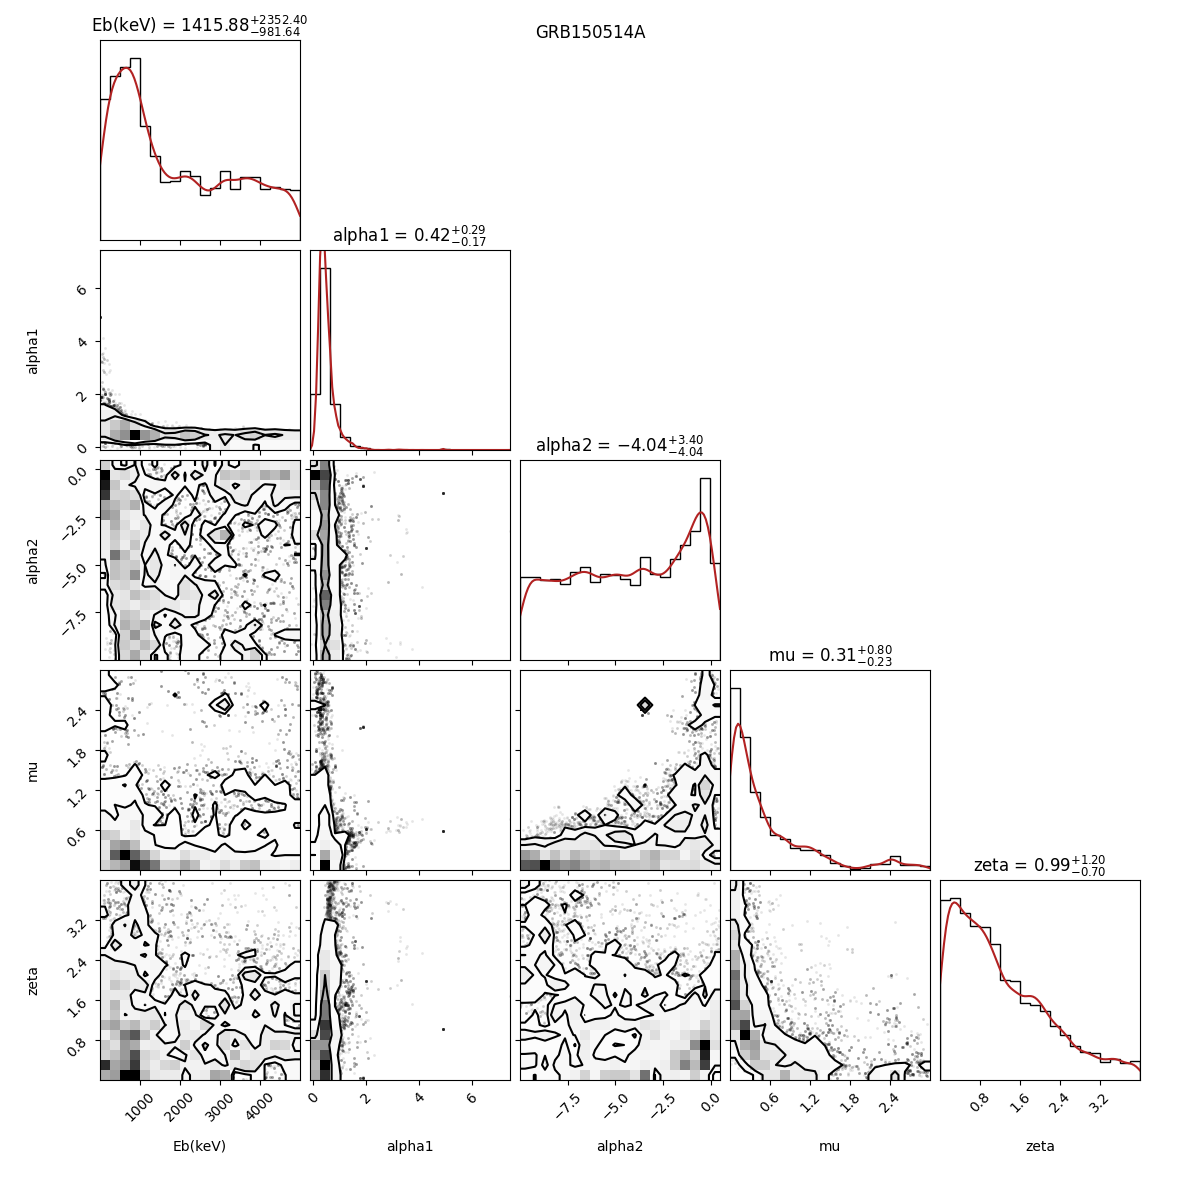 GRB150514A
Eb(keV) = 1415.88+2352.40−981.64
alpha1 = 0.42+0.29−0.17
alpha2 = −4.04+3.40−4.04
mu = 0.31+0.80−0.23
zeta = 0.99+1.20−0.70
alpha1
6
4
2
0
alpha2
0.0
−2.5
−5.0
−7.5
mu
2.4
1.8
1.2
0.6
zeta
3.2
2.4
1.6
0.8
1000 2000 3000 4000
0 2 4 6
−7.5 −5.0 −2.5 0.0
0.6 1.2 1.8 2.4
0.8 1.6 2.4 3.2
Eb(keV) alpha1 alpha2 mu zeta